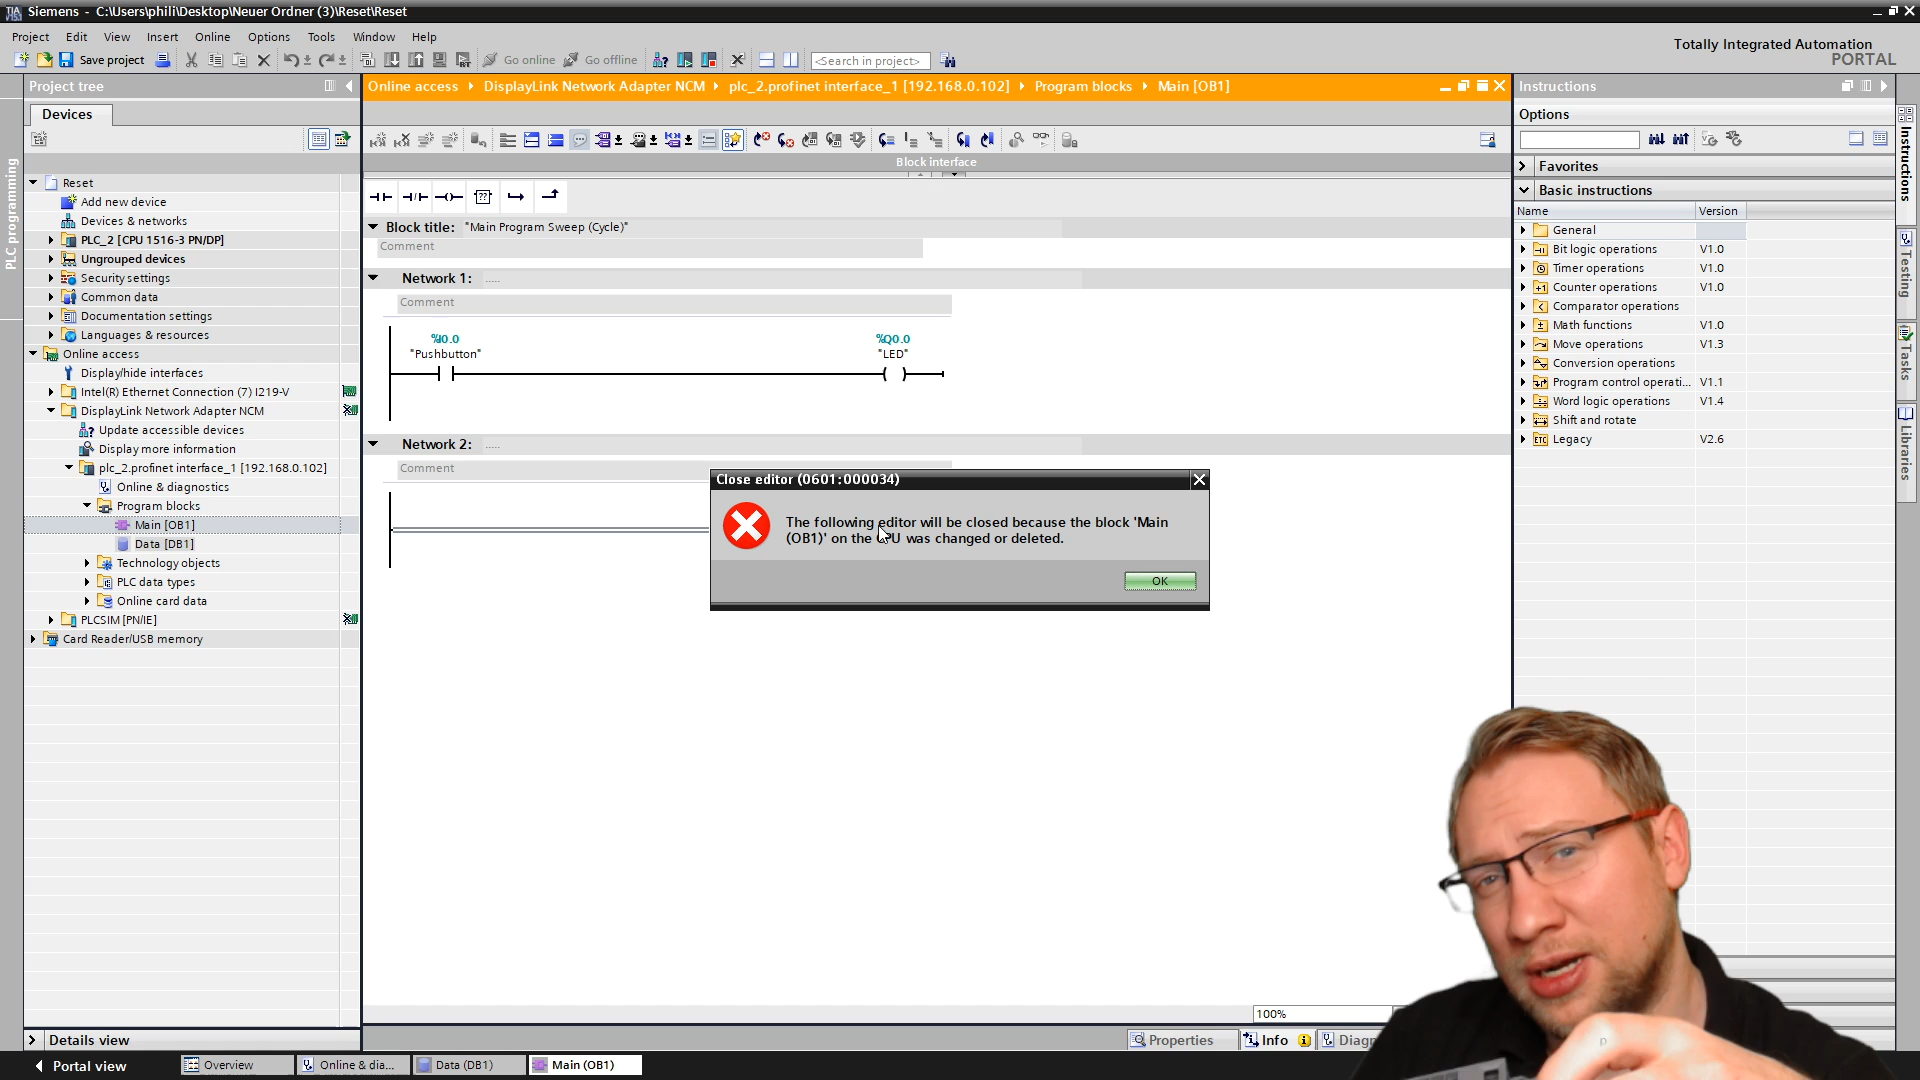 Siemens - C:\Users\phili\Desktop\Neuer Ordner (3)\Reset\Reset
Project Edit View Insert Online Options Tools Window Help
Totally Integrated Automation
PORTAL
Save project
Go online
Go offline
<Search in project>
Project tree
Devices
PLC programming
Reset
Add new device
Devices & networks
PLC_2 [CPU 1516-3 PN/DP]
Ungrouped devices
Security settings
Common data
Documentation settings
Languages & resources
Online access
Display/hide interfaces
Intel(R) Ethernet Connection (7) I219-V
DisplayLink Network Adapter NCM
Update accessible devices
Display more information
plc_2.profinet interface_1 [192.168.0.102]
Online & diagnostics
Program blocks
Main [OB1]
Data [DB1]
Technology objects
PLC data types
Online card data
PLCSIM [PN/IE]
Card Reader/USB memory
Details view
Online access DisplayLink Network Adapter NCM plc_2.profinet interface_1 [192.168.0.102] Program blocks Main [OB1]
Block interface
Block title: "Main Program Sweep (Cycle)"
Comment
Network 1: .....
Comment
%I0.0
"Pushbutton"
%Q0.0
"LED"
Network 2: .....
Comment
Close editor (0601:000034)
The following editor will be closed because the block 'Main
(OB1)' on the CPU was changed or deleted.
OK
100%
Properties
Info
Diagn
Instructions
Options
Favorites
Basic instructions
Name Version
General
Bit logic operations V1.0
Timer operations V1.0
Counter operations V1.0
Comparator operations
Math functions V1.0
Move operations V1.3
Conversion operations
Program control operati... V1.1
Word logic operations V1.4
Shift and rotate
Legacy V2.6
Instructions
Testing
Tasks
Libraries
Portal view
Overview
Online & dia...
Data (DB1)
Main (OB1)